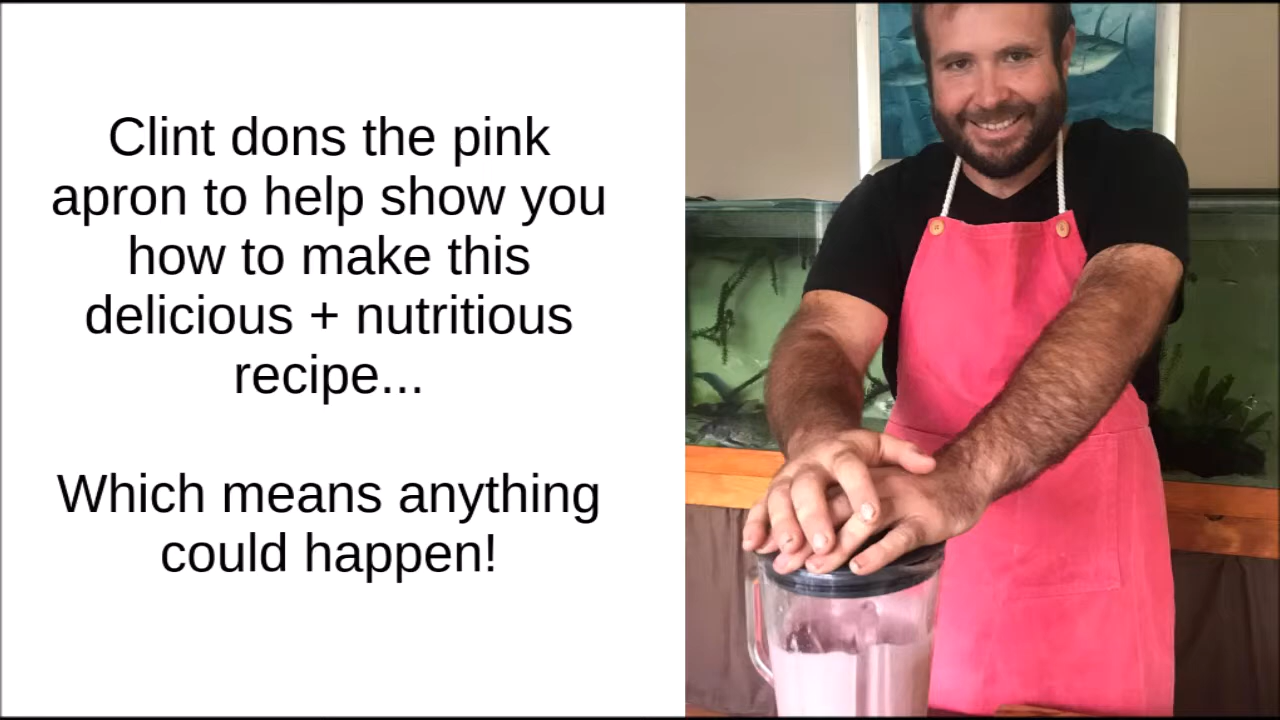 Clint dons the pink
apron to help show you
how to make this
delicious + nutritious
recipe...
Which means anything
could happen!